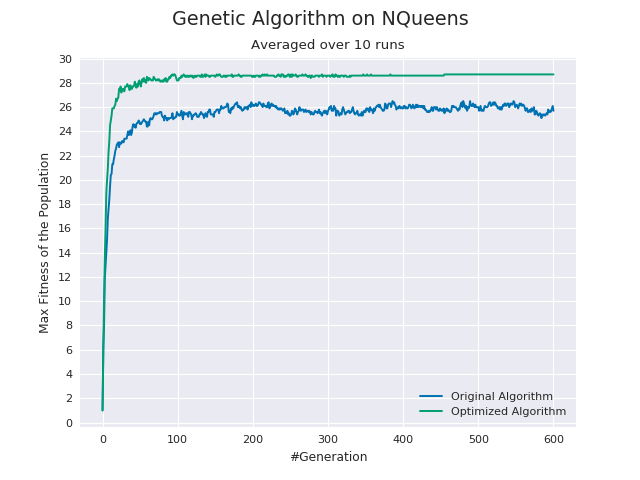 Genetic Algorithm on NQueens
Averaged over 10 runs
30
28
26
24
22
20
18
16
14
12
10
8
6
4
2
0
Max Fitness of the Population
0 100 200 300 400 500 600
#Generation
Original Algorithm
Optimized Algorithm